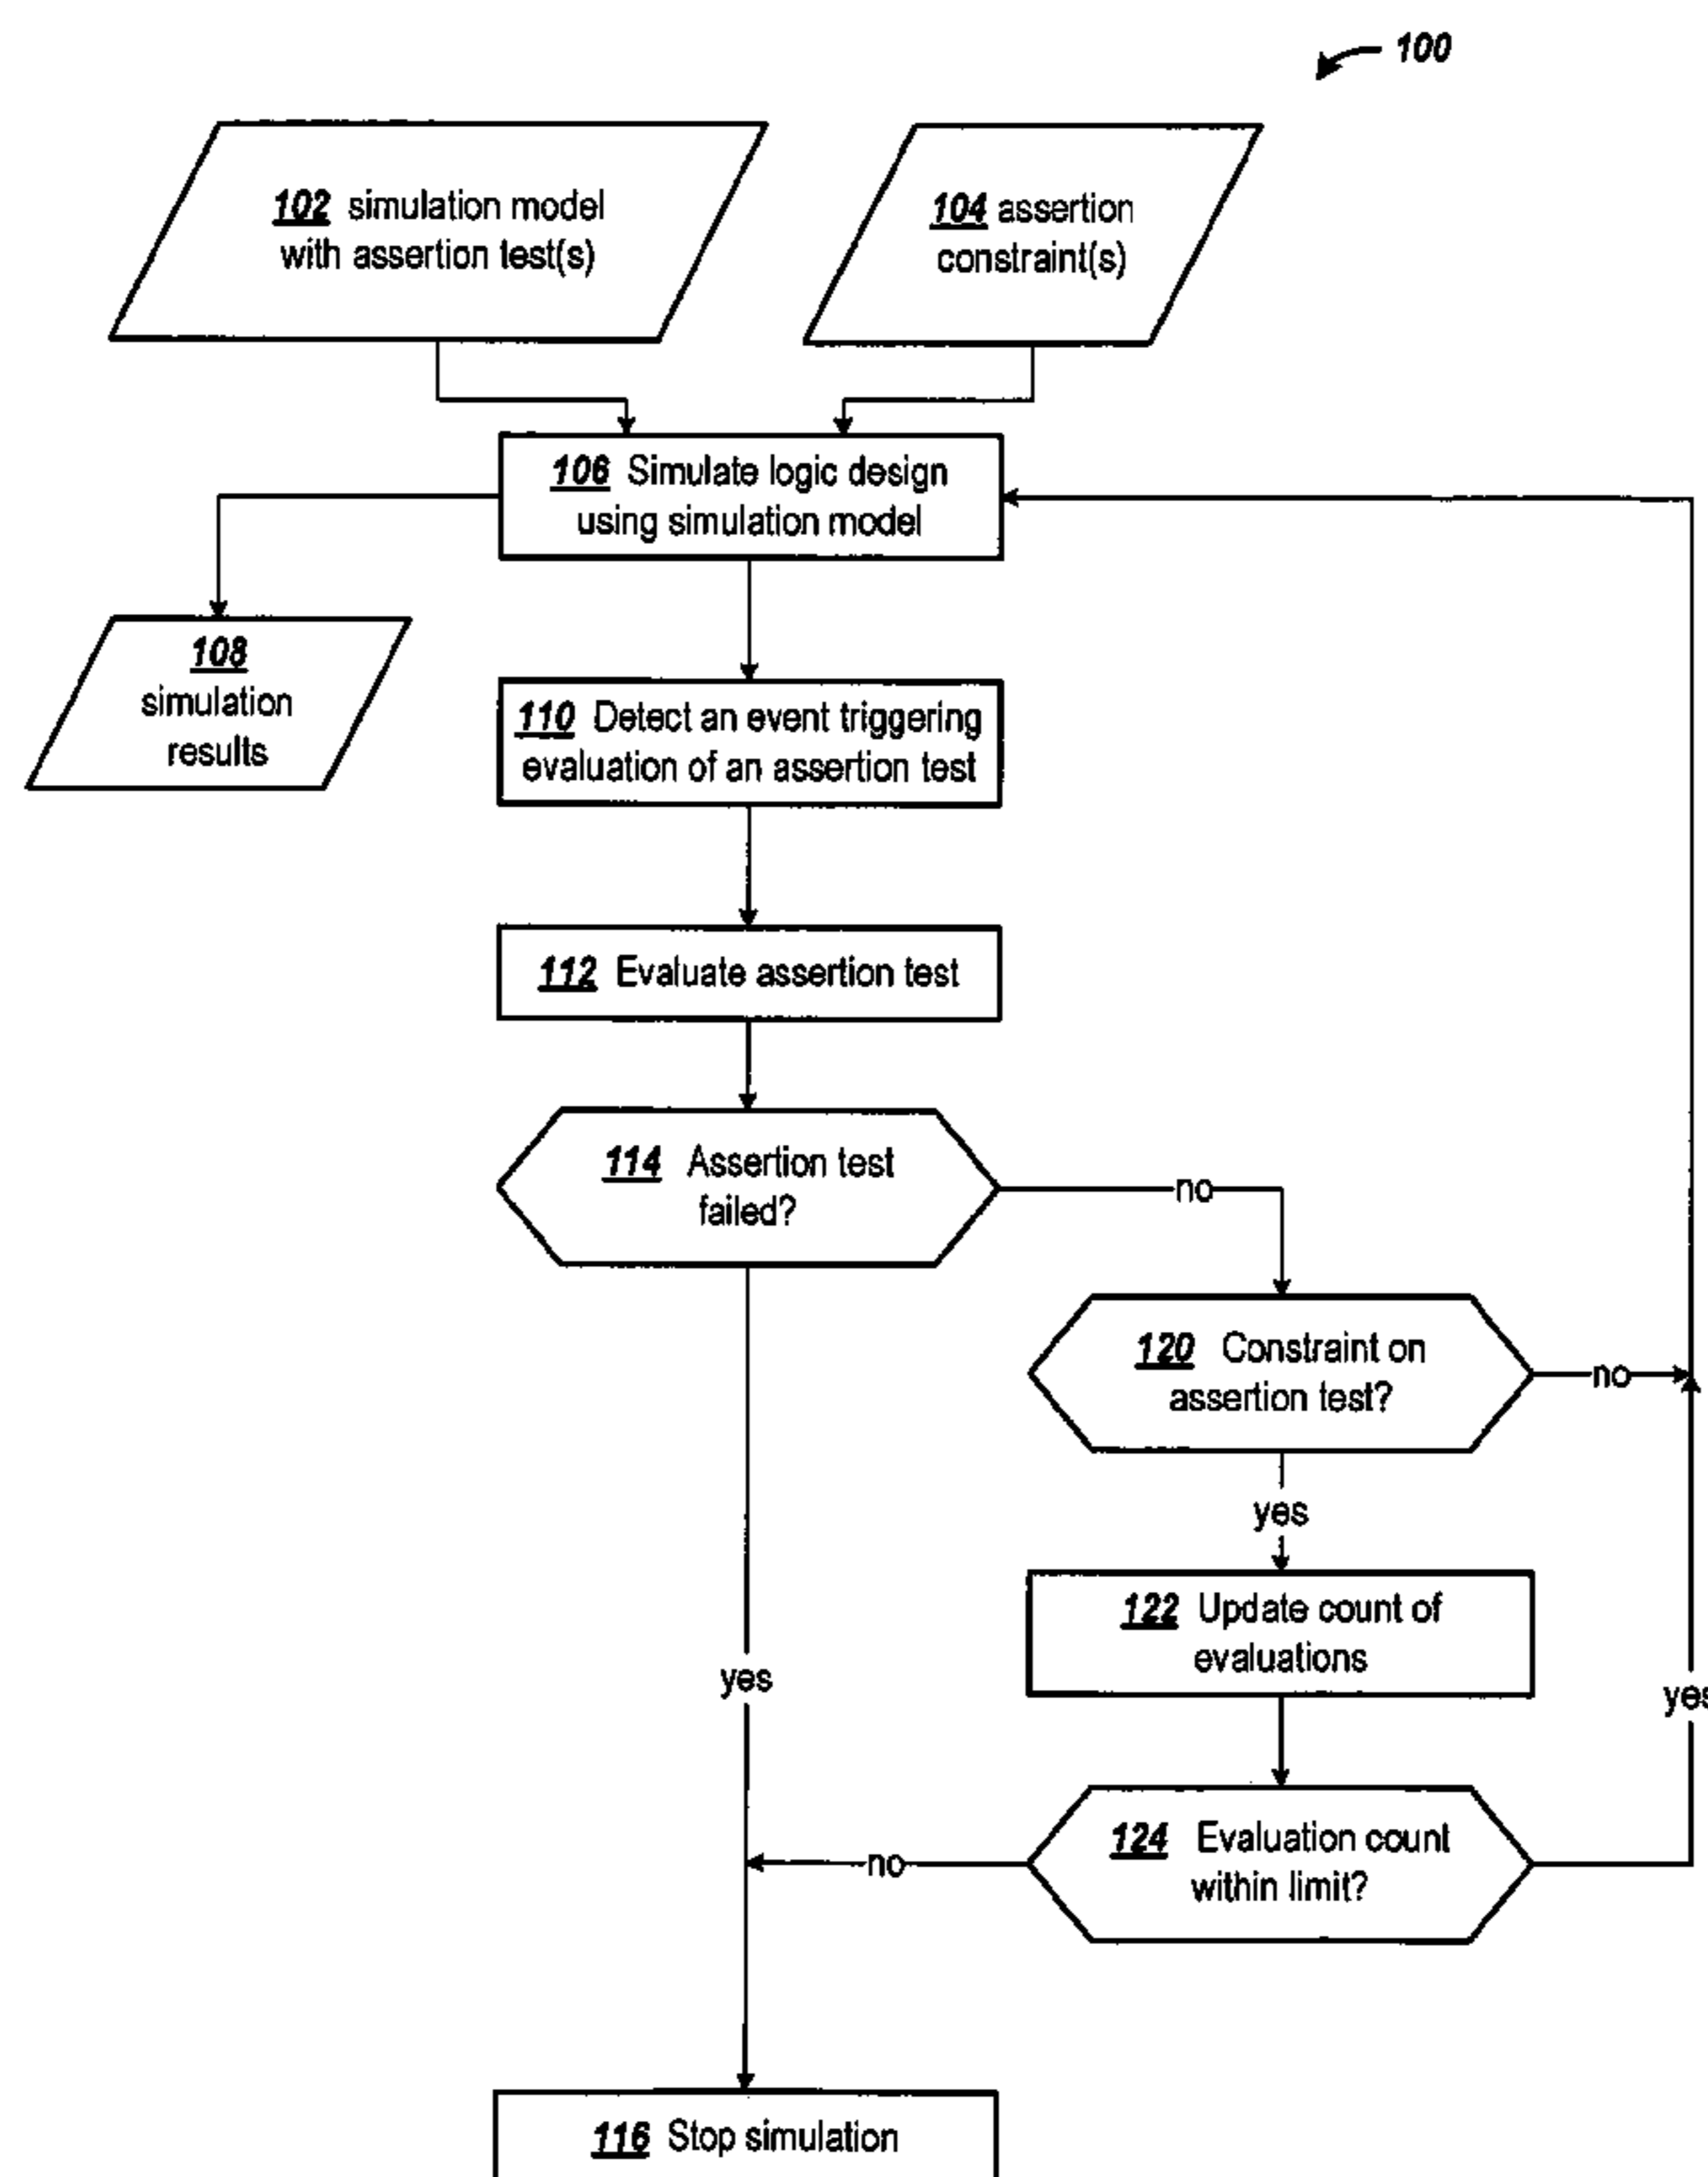 100
102 simulation model
with assertion test(s)
104 assertion
constraint(s)
106 Simulate logic design
using simulation model
108
simulation
results
110 Detect an event triggering
evaluation of an assertion test
112 Evaluate assertion test
114 Assertion test
failed?
no
120 Constraint on
assertion test?
no
yes
122 Update count of
evaluations
yes
yes
124 Evaluation count
within limit?
no
116 Stop simulation